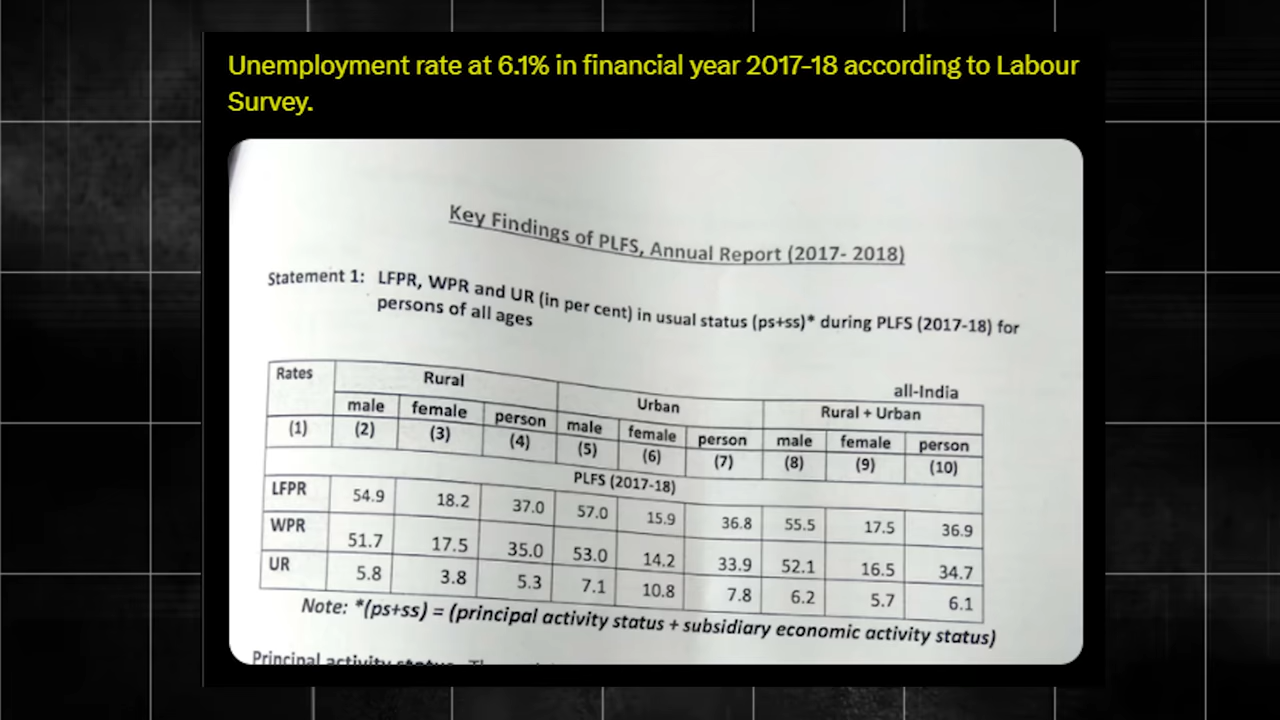 Unemployment rate at 6.1% in financial year 2017-18 according to Labour
Survey.
Key Findings of PLFS, Annual Report (2017- 2018)
Statement 1: LFPR, WPR and UR (in per cent) in usual status (ps+ss)* during PLFS (2017-18) for
persons of all ages
all-India
Rates Rural Urban Rural + Urban
male female person male female person male female person
(1) (2) (3) (4) (5) (6) (7) (8) (9) (10)
PLFS (2017-18)
LFPR 54.9 18.2 37.0 57.0 15.9 36.8 55.5 17.5 36.9
WPR 51.7 17.5 35.0 53.0 14.2 33.9 52.1 16.5 34.7
UR 5.8 3.8 5.3 7.1 10.8 7.8 6.2 5.7 6.1
Note: *(ps+ss) = (principal activity status + subsidiary economic activity status)
Principal activity status